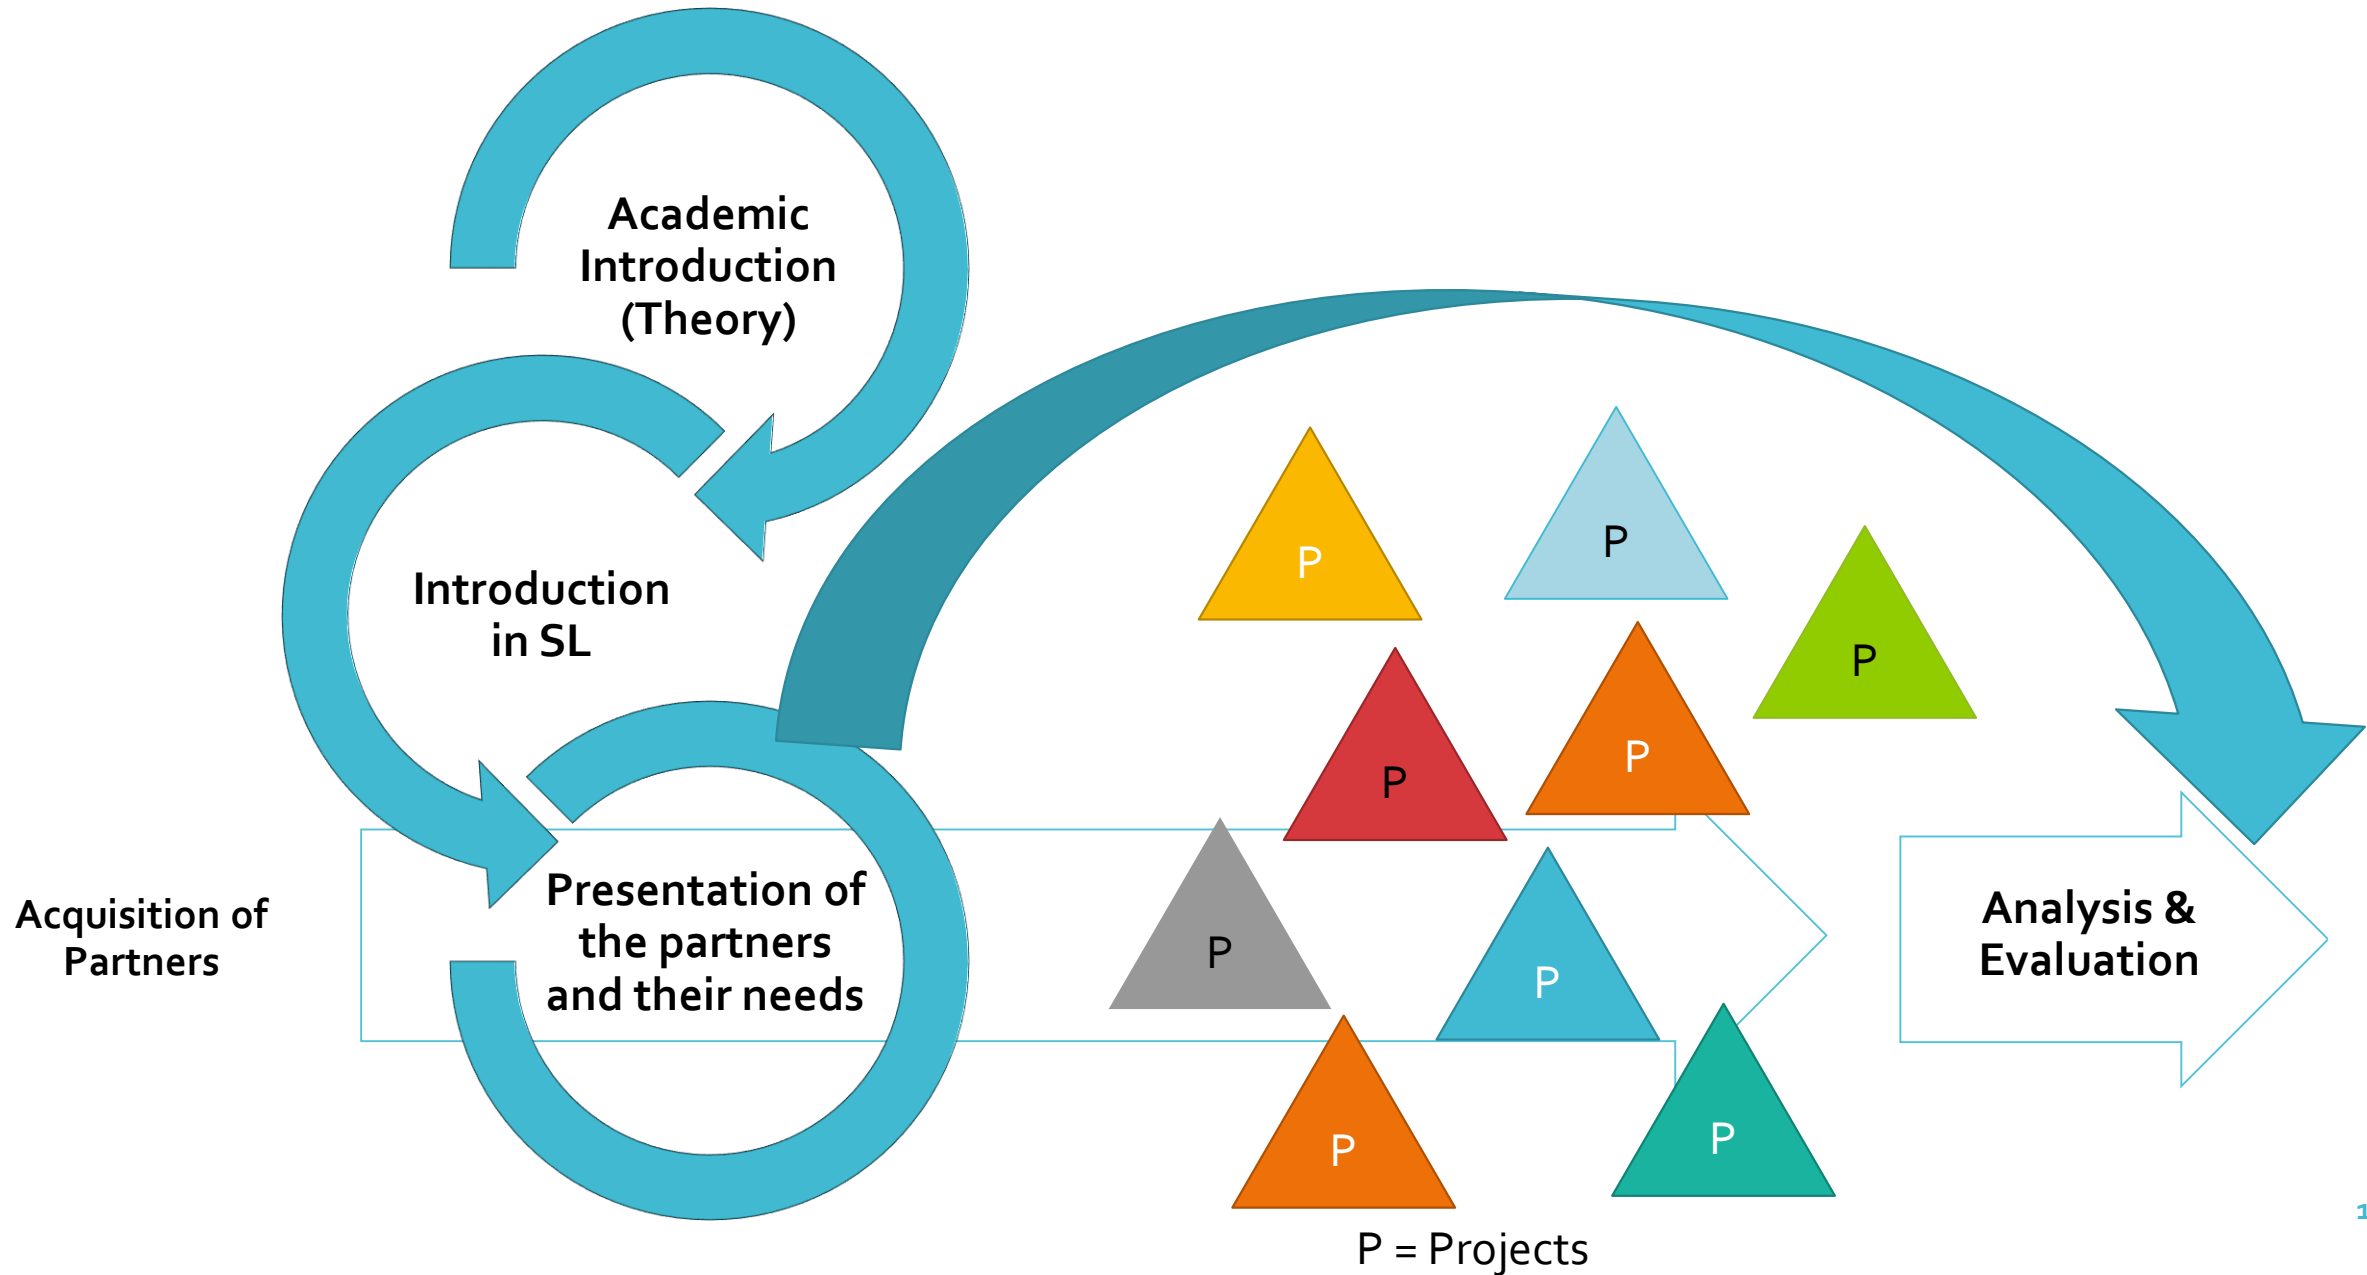 Academic
Introduction
(Theory)
Introduction
in SL
Acquisition of
Partners
Presentation of
the partners
and their needs
P
P
P
P
P
P
P
P
P
Analysis &
Evaluation
P = Projects
1